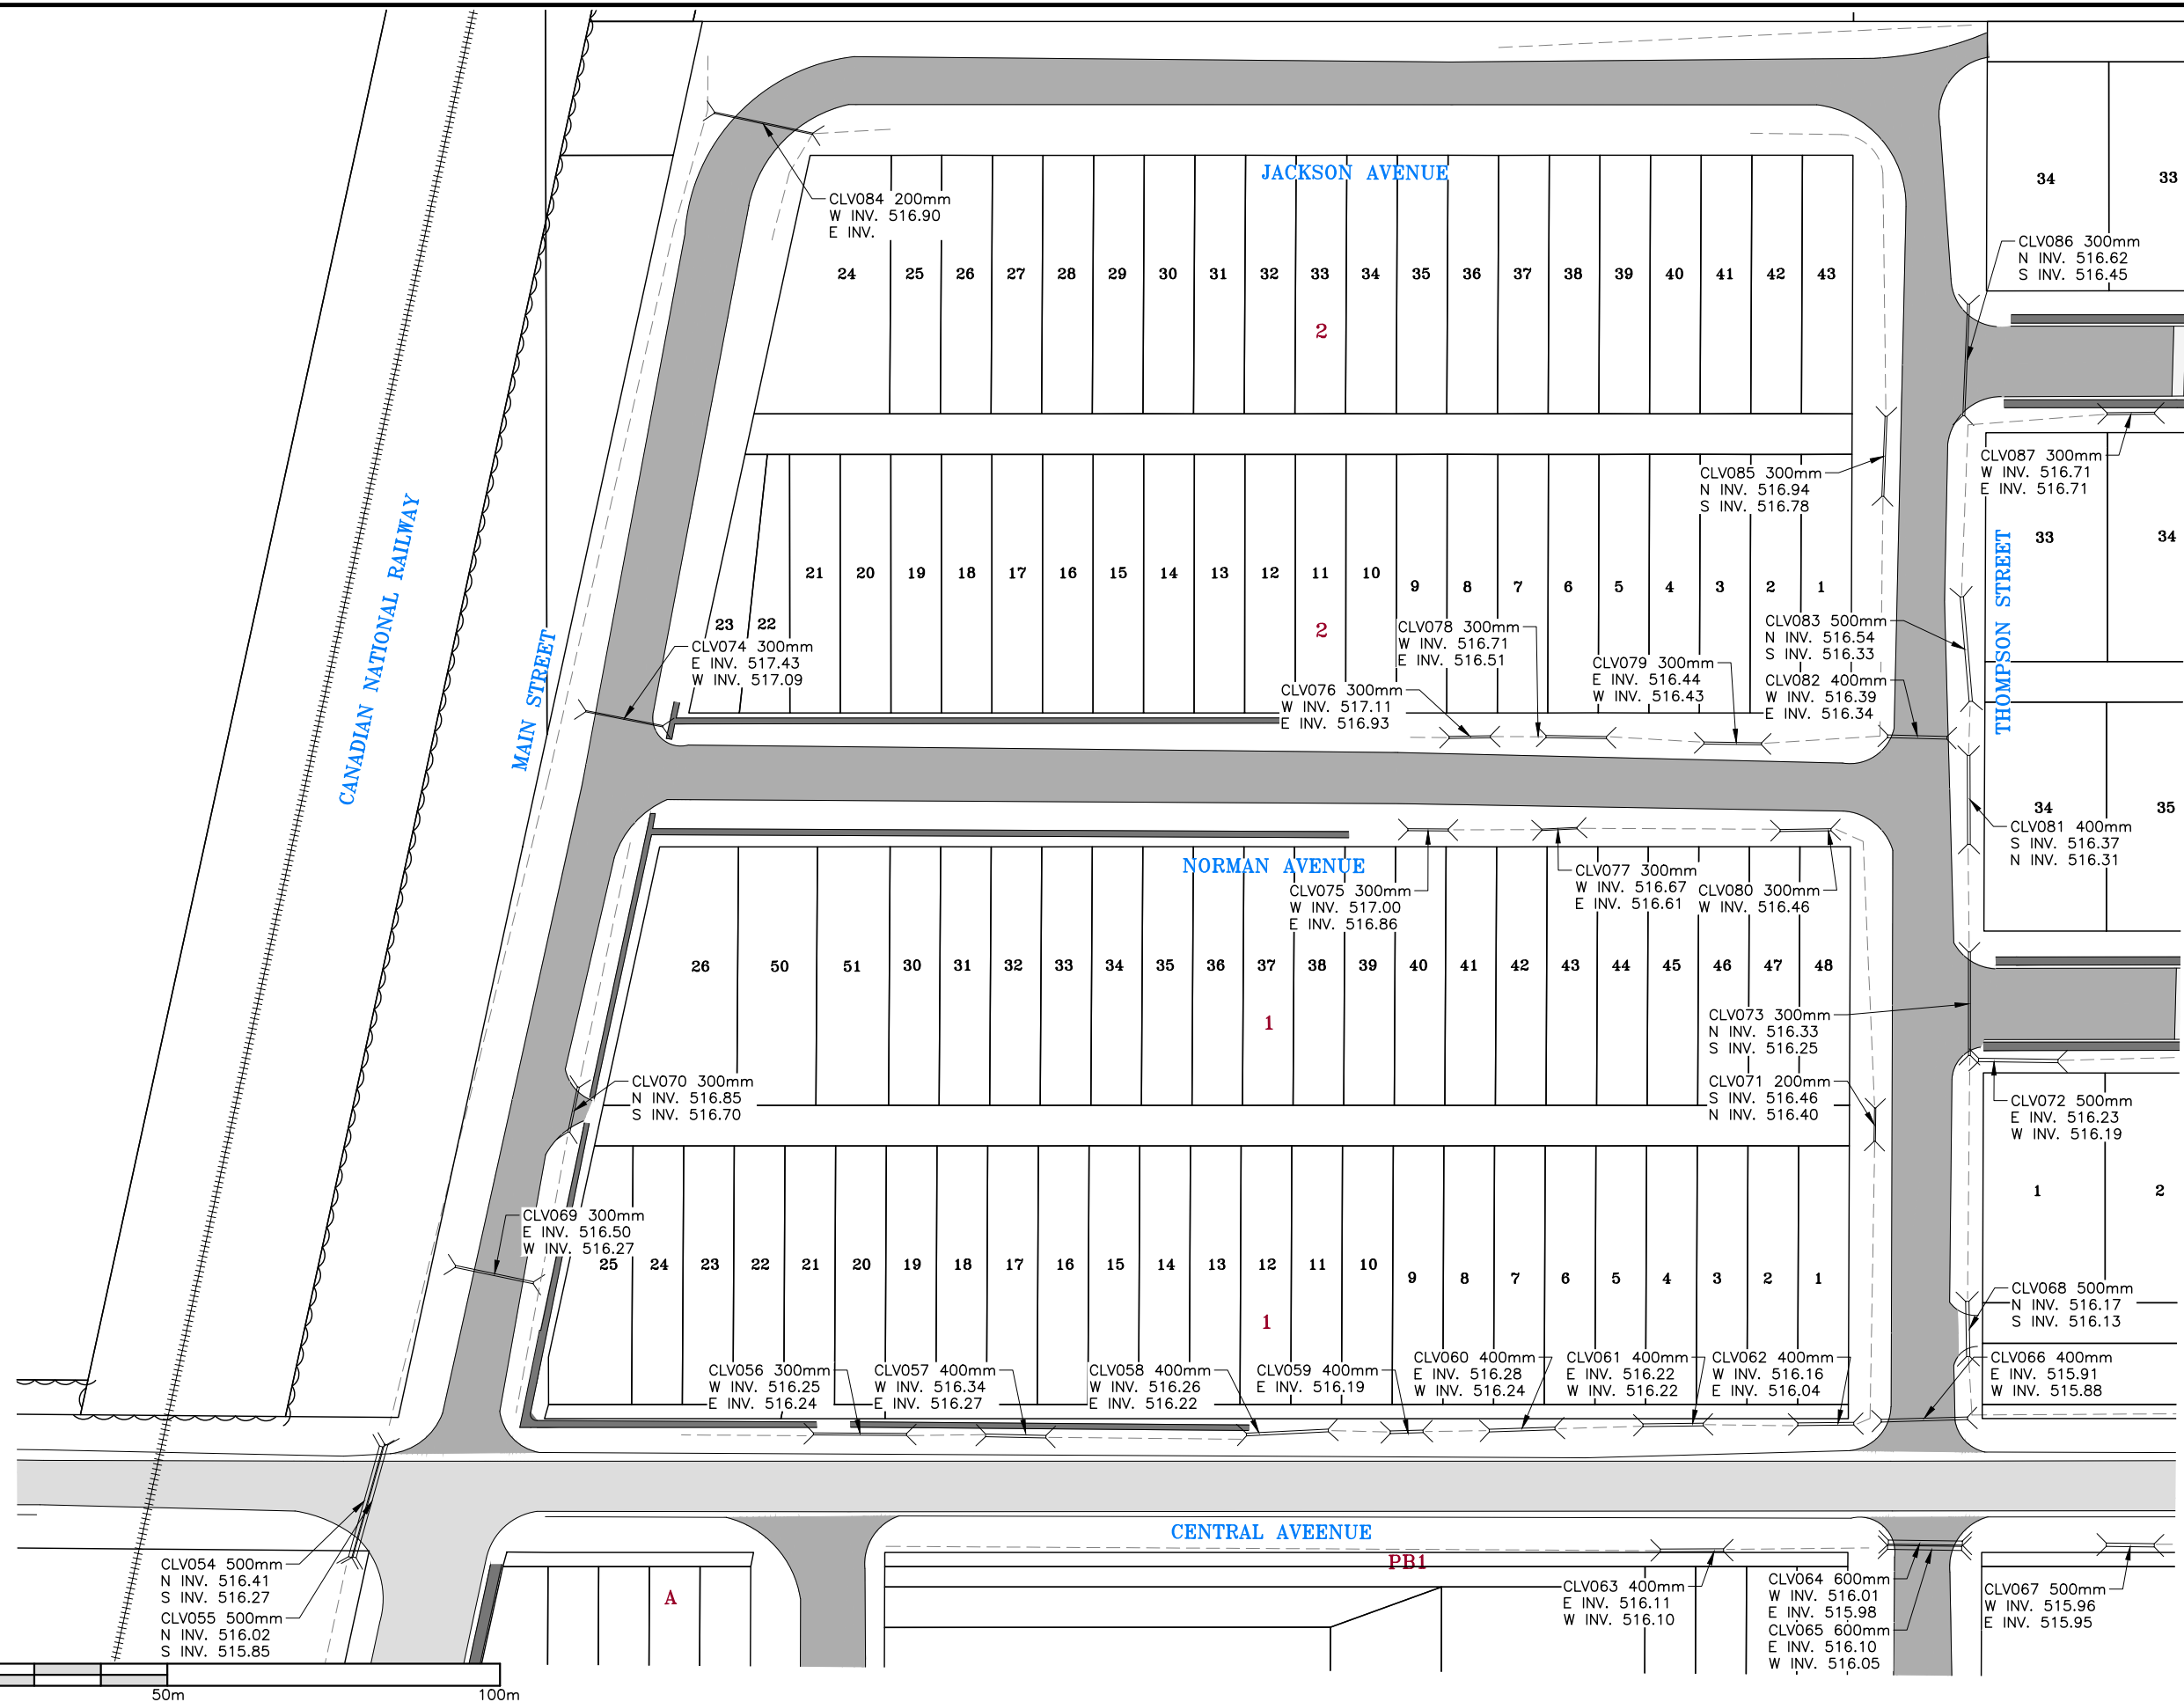 JACKSON AVENUE
34 33
CLV084 200mm
W INV. 516.90
E INV.
CLV086 300mm
N INV. 516.62
S INV. 516.45
24 25 26 27 28 29 30 31 32 33 34 35 36 37 38 39 40 41 42 43
2
CLV087 300mm
W INV. 516.71
E INV. 516.71
CLV085 300mm
N INV. 516.94
S INV. 516.78
CANADIAN NATIONAL RAILWAY
MAIN STREET
THOMPSON STREET
33 34
23 22 21 20 19 18 17 16 15 14 13 12 11 10 9 8 7 6 5 4 3 2 1
2
CLV074 300mm
E INV. 517.43
W INV. 517.09
CLV078 300mm
W INV. 516.71
E INV. 516.51
CLV079 300mm
E INV. 516.44
W INV. 516.43
CLV083 500mm
N INV. 516.54
S INV. 516.33
CLV082 400mm
W INV. 516.39
E INV. 516.34
CLV076 300mm
W INV. 517.11
E INV. 516.93
34 35
CLV081 400mm
S INV. 516.37
N INV. 516.31
NORMAN AVENUE
CLV075 300mm
W INV. 517.00
E INV. 516.86
CLV077 300mm
W INV. 516.67
E INV. 516.61
CLV080 300mm
W INV. 516.46
26 50 51 30 31 32 33 34 35 36 37 38 39 40 41 42 43 44 45 46 47 48
1
CLV073 300mm
N INV. 516.33
S INV. 516.25
CLV070 300mm
N INV. 516.85
S INV. 516.70
CLV071 200mm
S INV. 516.46
N INV. 516.40
CLV072 500mm
E INV. 516.23
W INV. 516.19
1 2
CLV069 300mm
E INV. 516.50
W INV. 516.27
25 24 23 22 21 20 19 18 17 16 15 14 13 12 11 10 9 8 7 6 5 4 3 2 1
1
CLV068 500mm
N INV. 516.17
S INV. 516.13
CLV056 300mm
W INV. 516.25
E INV. 516.24
CLV057 400mm
W INV. 516.34
E INV. 516.27
CLV058 400mm
W INV. 516.26
E INV. 516.22
CLV059 400mm
E INV. 516.19
CLV060 400mm
E INV. 516.28
W INV. 516.24
CLV061 400mm
E INV. 516.22
W INV. 516.22
CLV062 400mm
W INV. 516.16
E INV. 516.04
CLV066 400mm
E INV. 515.91
W INV. 515.88
CENTRAL AVEENUE
PB1
A
CLV054 500mm
N INV. 516.41
S INV. 516.27
CLV055 500mm
N INV. 516.02
S INV. 515.85
CLV063 400mm
E INV. 516.11
W INV. 516.10
CLV064 600mm
W INV. 516.01
E INV. 515.98
CLV065 600mm
E INV. 516.10
W INV. 516.05
CLV067 500mm
W INV. 515.96
E INV. 515.95
50m 100m